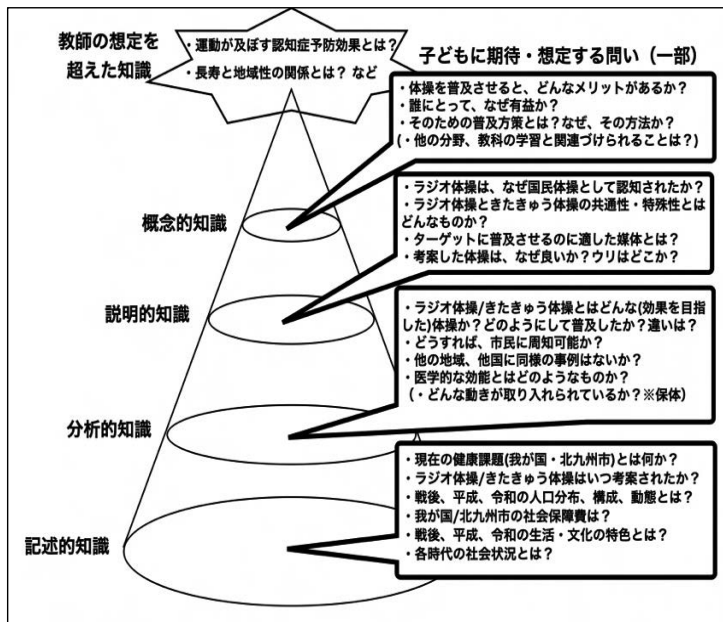 教師の想定を
超えた知識
・運動が及ぼす認知症予防効果とは？
・長寿と地域性の関係とは？ など
子どもに期待・想定する問い（一部）
・体操を普及させると、どんなメリットがあるか？
・誰にとって、なぜ有益か？
・そのための普及方策とは？なぜ、その方法か？
(・他の分野、教科の学習と関連づけられることは？)
概念的知識
・ラジオ体操は、なぜ国民体操として認知されたか？
・ラジオ体操ときたきゅう体操の共通性・特殊性とは
どんなものか？
・ターゲットに普及させるのに適した媒体とは？
・考案した体操は、なぜ良いか？ウリはどこか？
説明的知識
・ラジオ体操/きたきゅう体操とはどんな(効果を目指
した)体操か？どのようにして普及したか？違いは？
・どうすれば、市民に周知可能か？
・他の地域、他国に同様の事例はないか？
・医学的な効能とはどのようなものか？
（・どんな動きが取り入れられているか？※保体）
分析的知識
・現在の健康課題(我が国・北九州市)とは何か？
・ラジオ体操/きたきゅう体操はいつ考案されたか？
・戦後、平成、令和の人口分布、構成、動態とは？
・我が国/北九州市の社会保障費は？
・戦後、平成、令和の生活・文化の特色とは？
・各時代の社会状況とは？
記述的知識